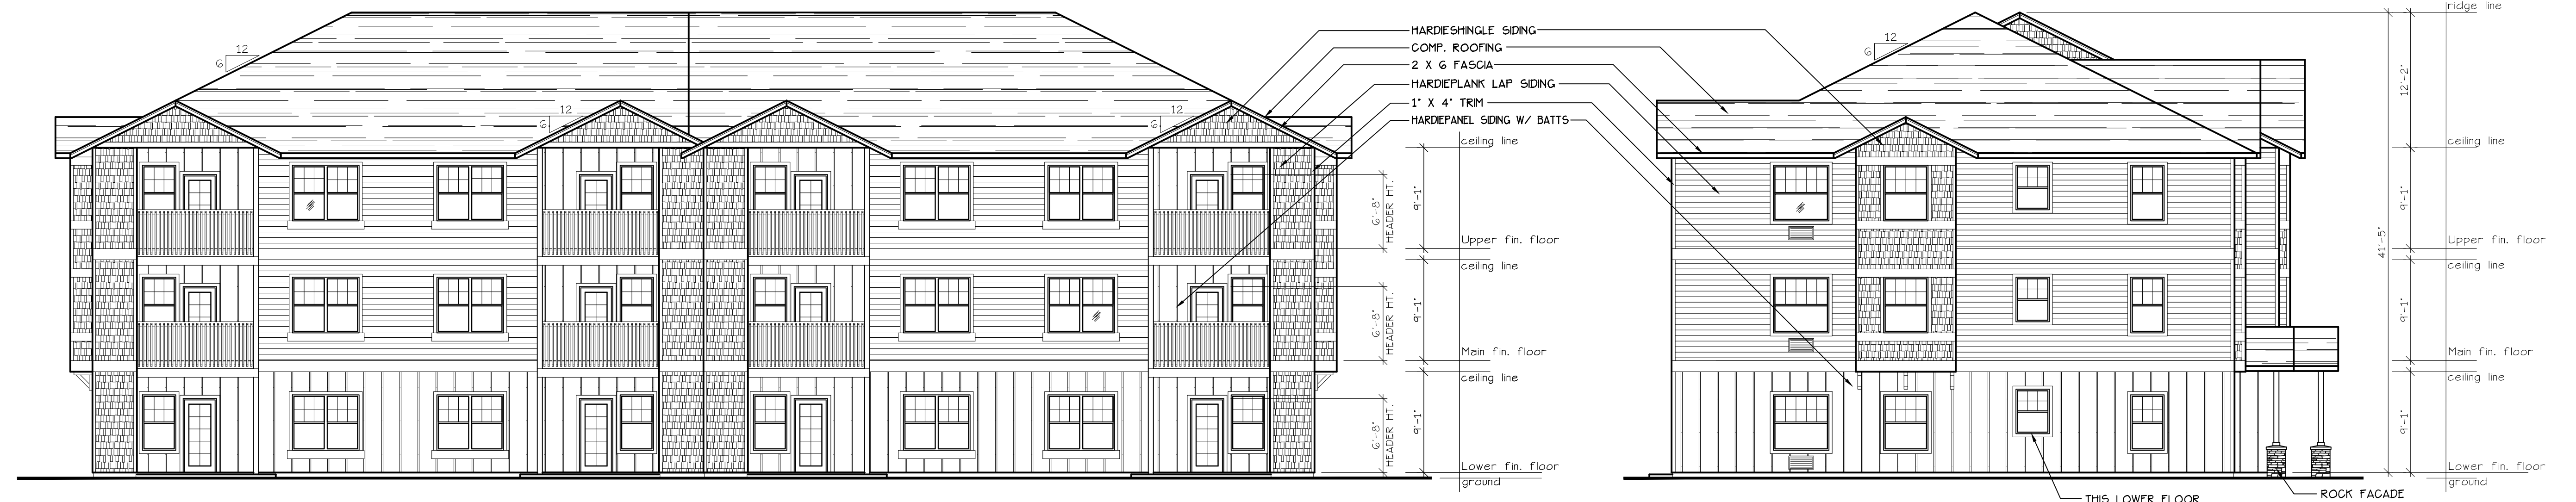 12
6
12
6
12
6
HARDIESHINGLE SIDING
COMP. ROOFING
2 X 6 FASCIA
HARDIEPLANK LAP SIDING
1" X 4" TRIM
HARDIEPANEL SIDING W/ BATTS
ceiling line
6'-8"
HEADER HT.
9'-1"
Upper fin. floor
ceiling line
6'-8"
HEADER HT.
9'-1"
Main fin. floor
ceiling line
6'-8"
HEADER HT.
9'-1"
Lower fin. floor
ground
12
6
ridge line
12'-2"
ceiling line
9'-1"
41'-5"
Upper fin. floor
ceiling line
9'-1"
Main fin. floor
ceiling line
9'-1"
Lower fin. floor
ground
ROCK FACADE
THIS LOWER FLOOR